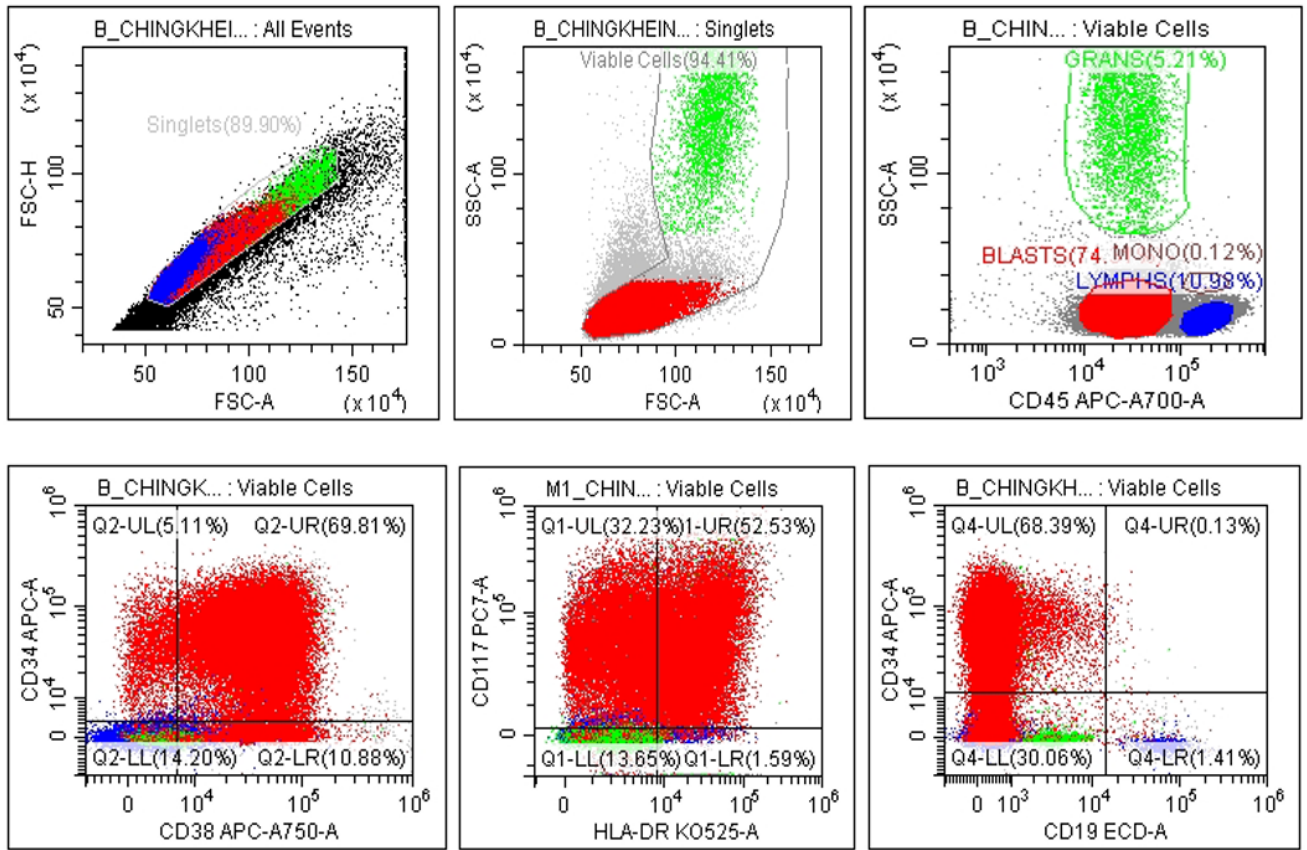 B_CHINGKHEI... : All Events
Singlets(89.90%)
FSC-H (x 10⁴)
100
50
50 100 150
FSC-A (x 10⁴)
B_CHINGKHEIN... : Singlets
Viable Cells(94.41%)
SSC-A (x 10⁴)
100
0
50 100 150
FSC-A (x 10⁴)
B_CHIN... : Viable Cells
GRANS(5.21%)
SSC-A (x 10⁴)
100
BLASTS(74. MONO(0.12%)
LYMPHS(10.98%)
0
10³ 10⁴ 10⁵
CD45 APC-A700-A
B_CHINGK... : Viable Cells
Q2-UL(5.11%) Q2-UR(69.81%)
CD34 APC-A
10⁶
10⁵
10⁴
0
Q2-LL(14.20%) Q2-LR(10.88%)
0 10⁴ 10⁵ 10⁶
CD38 APC-A750-A
M1_CHIN... : Viable Cells
Q1-UL(32.23%)1-UR(52.53%)
CD117 PC7-A
10⁶
10⁵
10⁴
0
Q1-LL(13.65%) Q1-LR(1.59%)
0 10⁴ 10⁵ 10⁶
HLA-DR KO525-A
B_CHINGKH... : Viable Cells
Q4-UL(68.39%) Q4-UR(0.13%)
CD34 APC-A
10⁶
10⁵
10⁴
0
Q4-LL(30.06%) Q4-LR(1.41%)
0 10³ 10⁴ 10⁵ 10⁶
CD19 ECD-A